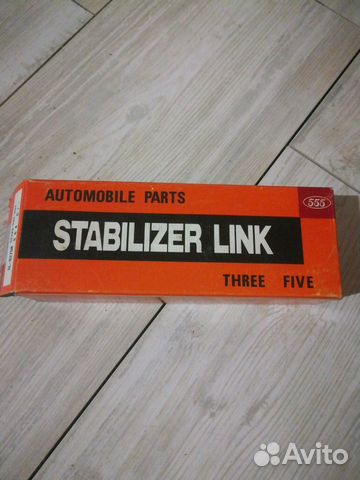 AUTOMOBILE PARTS
555
STABILIZER LINK
THREE FIVE
Avito